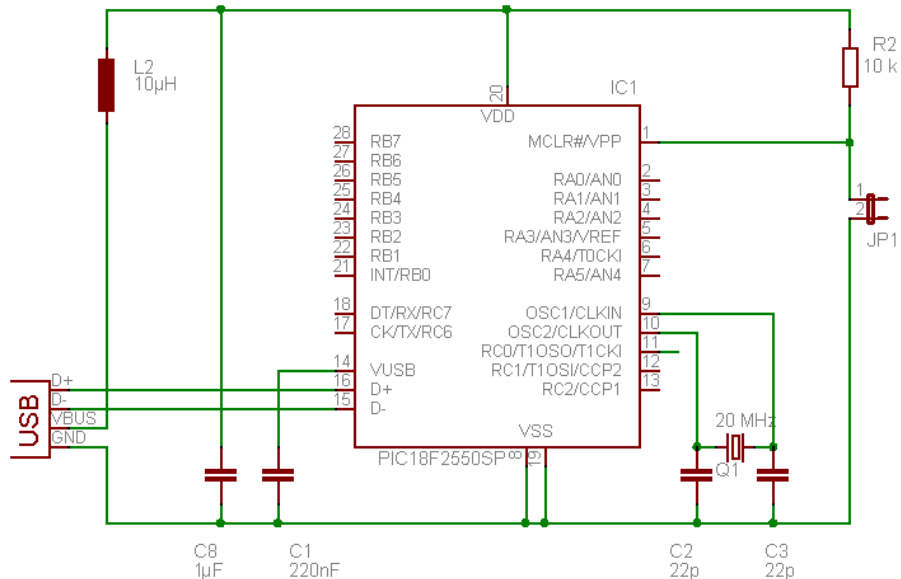 L2
10µH
R2
10 k
IC1
20
VDD
28 RB7
27 RB6
26 RB5
25 RB4
24 RB3
23 RB2
22 RB1
21 INT/RB0
18 DT/RX/RC7
17 CK/TX/RC6
14 VUSB
16 D+
15 D-
MCLR#/VPP 1
RA0/AN0 2
RA1/AN1 3
RA2/AN2 4
RA3/AN3/VREF 5
RA4/T0CKI 6
RA5/AN4 7
OSC1/CLKIN 9
OSC2/CLKOUT 10
RC0/T1OSO/T1CKI 11
RC1/T1OSI/CCP2 12
RC2/CCP1 13
VSS
PIC18F2550SP
8
19
1
2
JP1
USB
D+
D-
VBUS
GND
20 MHz
Q1
C8
1µF
C1
220nF
C2
22p
C3
22p